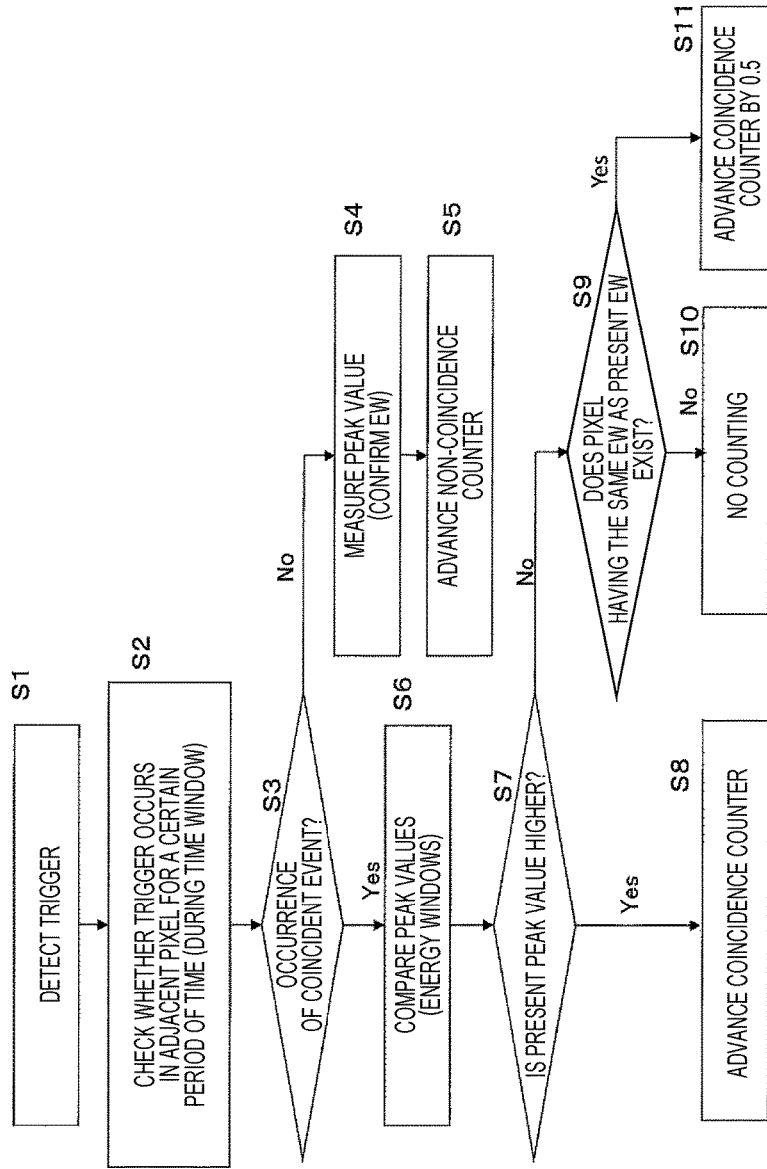 S1
DETECT TRIGGER
S2
CHECK WHETHER TRIGGER OCCURS
IN ADJACENT PIXEL FOR A CERTAIN
PERIOD OF TIME (DURING TIME WINDOW)
S3
OCCURRENCE
OF COINCIDENT EVENT?
No
Yes
S4
MEASURE PEAK VALUE
(CONFIRM EW)
S5
ADVANCE NON-COINCIDENCE
COUNTER
S6
COMPARE PEAK VALUES
(ENERGY WINDOWS)
S7
IS PRESENT PEAK VALUE HIGHER?
No
Yes
S8
ADVANCE COINCIDENCE COUNTER
S9
DOES PIXEL
HAVING THE SAME EW AS PRESENT EW
EXIST?
Yes
No
S10
NO COUNTING
S11
ADVANCE COINCIDENCE
COUNTER BY 0.5